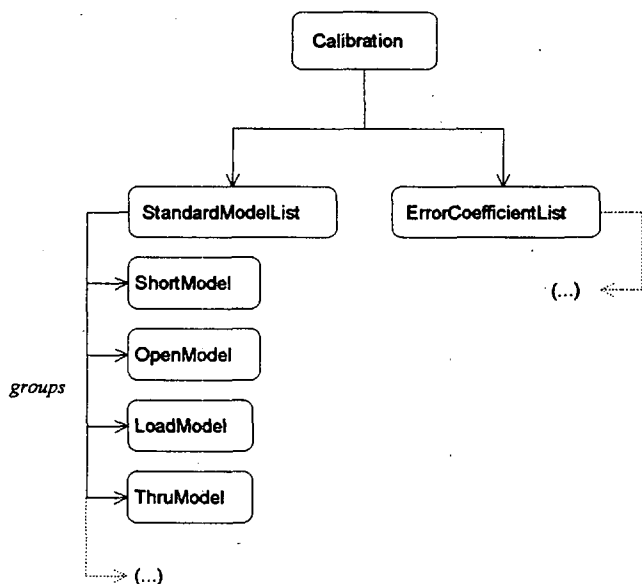 Calibration
StandardModelList
ErrorCoefficientList
ShortModel
(...)
OpenModel
groups
LoadModel
ThruModel
(...)